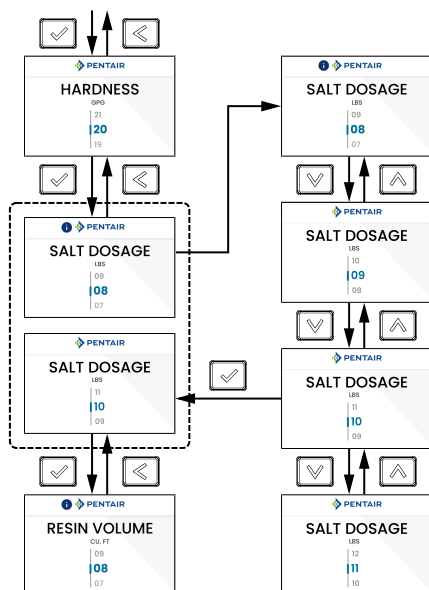 PENTAIR
HARDNESS
GPG
21
20
19
i PENTAIR
SALT DOSAGE
LBS
09
08
07
PENTAIR
SALT DOSAGE
LBS
11
10
09
i PENTAIR
RESIN VOLUME
CU. FT
09
08
07
i PENTAIR
SALT DOSAGE
LBS
09
08
07
PENTAIR
SALT DOSAGE
LBS
10
09
08
PENTAIR
SALT DOSAGE
LBS
11
10
09
PENTAIR
SALT DOSAGE
LBS
12
11
10